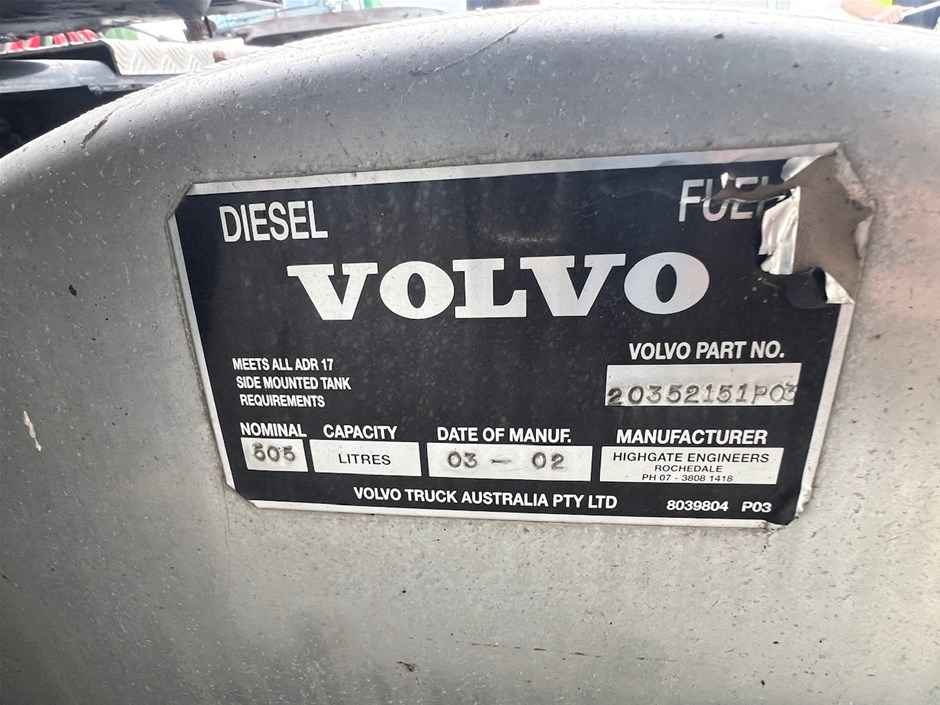 DIESEL FUEL
VOLVO
MEETS ALL ADR 17
SIDE MOUNTED TANK
REQUIREMENTS
VOLVO PART NO.
20352151P03
NOMINAL CAPACITY
505 LITRES
DATE OF MANUF.
03 - 02
MANUFACTURER
HIGHGATE ENGINEERS
ROCHEDALE
PH 07 - 3808 1418
VOLVO TRUCK AUSTRALIA PTY LTD
8039804 P03